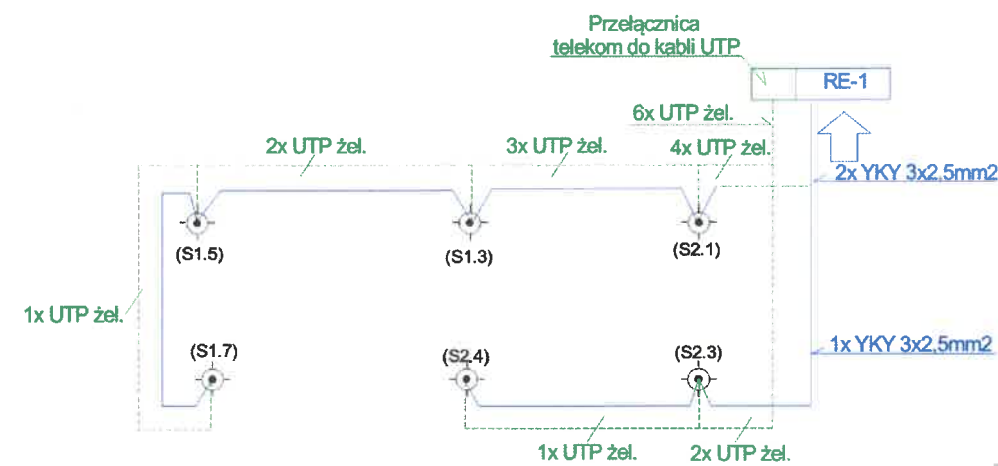 Przełącznica
telekom do kabli UTP
RE-1
6x UTP żel.
2x UTP żel.
3x UTP żel.
4x UTP żel.
2x YKY 3x2,5mm2
(S1.5)
(S1.3)
(S2.1)
1x UTP żel.
(S1.7)
(S2.4)
(S2.3)
1x YKY 3x2,5mm2
1x UTP żel.
2x UTP żel.